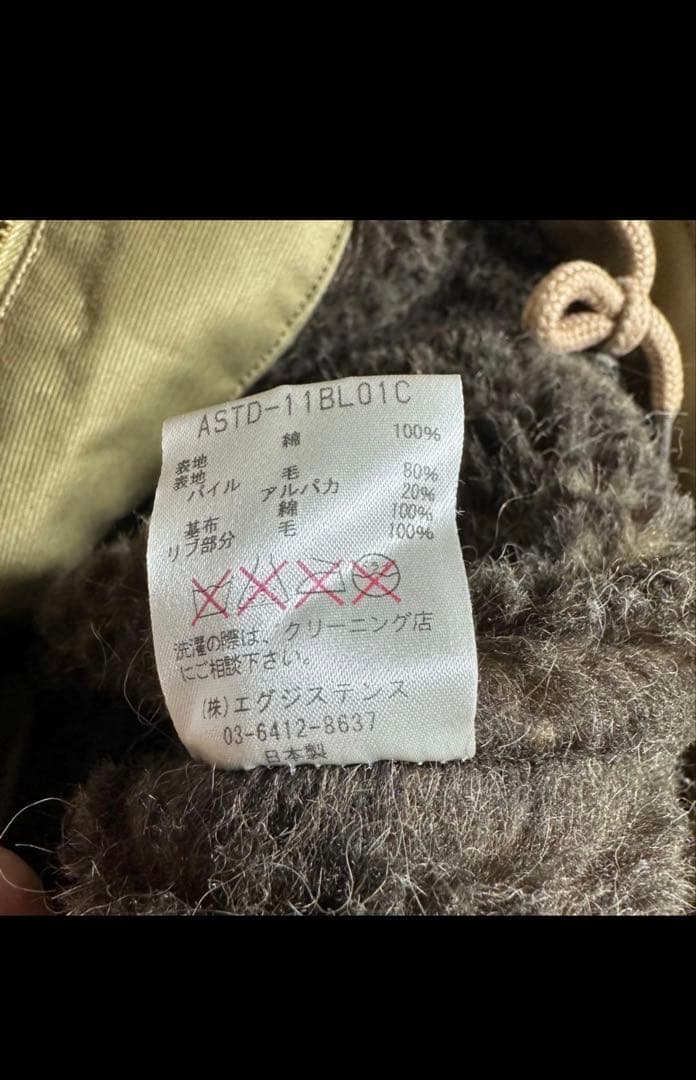 ASTD-11BL01C
表地 綿 100%
表地
パイル 毛 80%
アルパカ 20%
基布 綿 100%
リブ部分 毛 100%
洗濯の際は、クリーニング店
にご相談下さい。
(株)エグジステンス
03-6412-8637
日本製